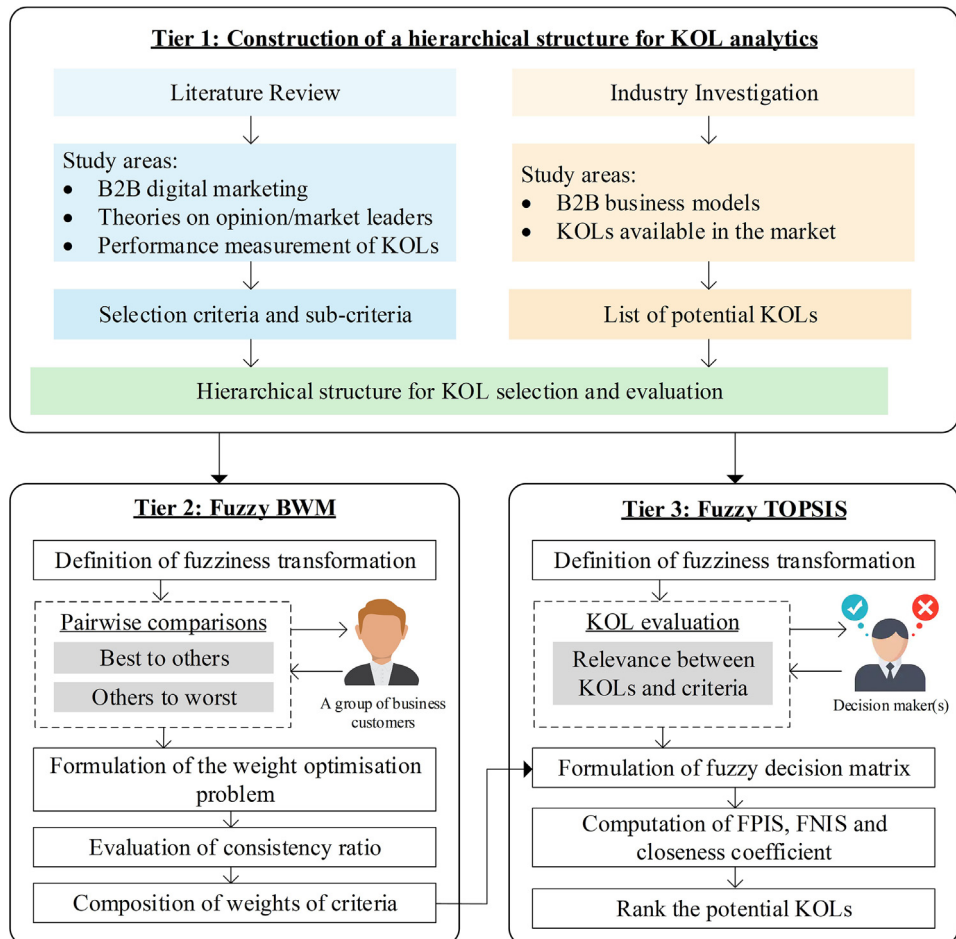 Tier 1: Construction of a hierarchical structure for KOL analytics
Literature Review
Study areas:
• B2B digital marketing
• Theories on opinion/market leaders
• Performance measurement of KOLs
Selection criteria and sub-criteria
Industry Investigation
Study areas:
• B2B business models
• KOLs available in the market
List of potential KOLs
Hierarchical structure for KOL selection and evaluation
Tier 2: Fuzzy BWM
Definition of fuzziness transformation
Pairwise comparisons
Best to others
Others to worst
A group of business
customers
Formulation of the weight optimisation
problem
Evaluation of consistency ratio
Composition of weights of criteria
Tier 3: Fuzzy TOPSIS
Definition of fuzziness transformation
KOL evaluation
Relevance between
KOLs and criteria
Decision maker(s)
Formulation of fuzzy decision matrix
Computation of FPIS, FNIS and
closeness coefficient
Rank the potential KOLs